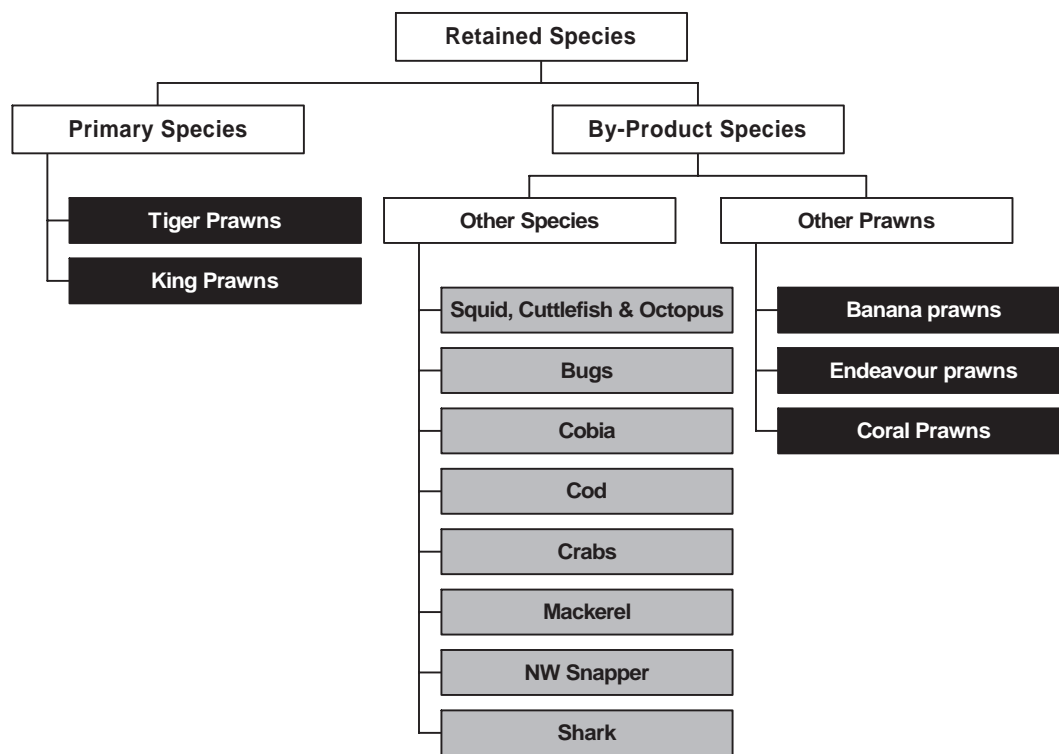 Retained Species
Primary Species
By-Product Species
Tiger Prawns
King Prawns
Other Species
Other Prawns
Squid, Cuttlefish & Octopus
Bugs
Cobia
Cod
Crabs
Mackerel
NW Snapper
Shark
Banana prawns
Endeavour prawns
Coral Prawns